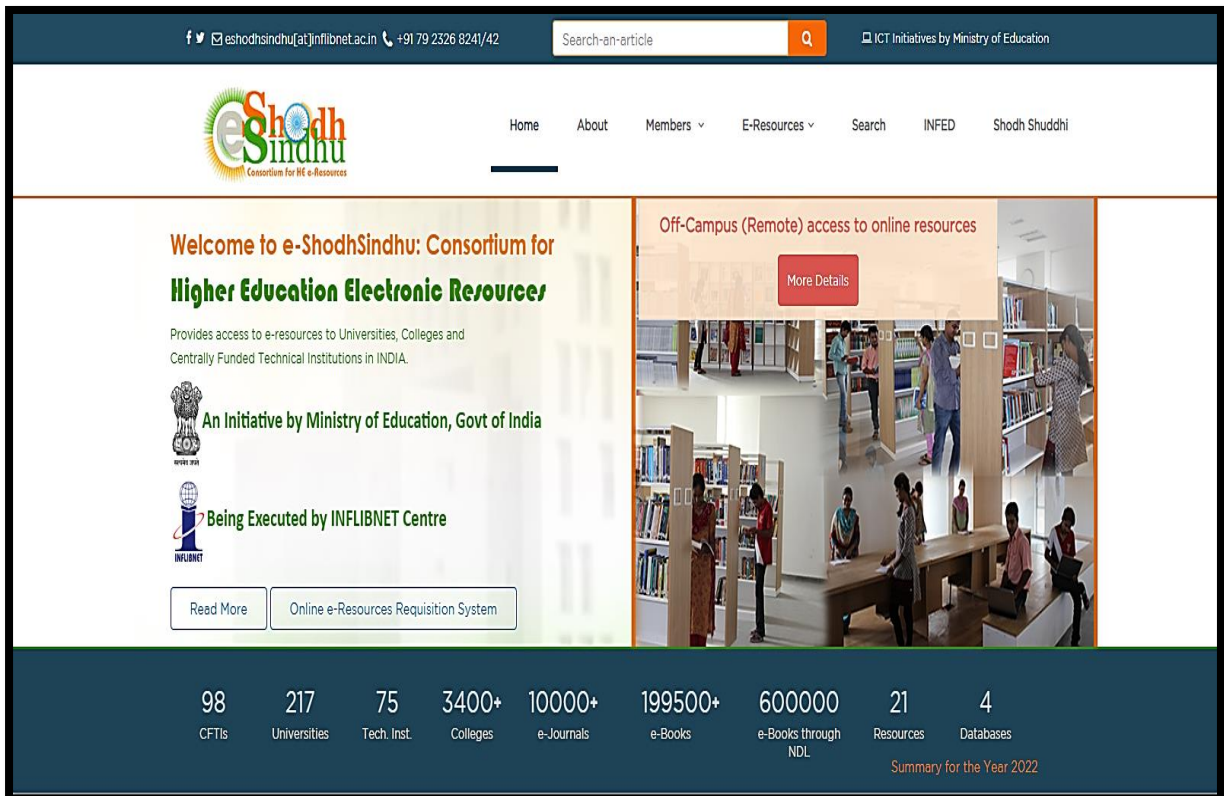 eshodhsindhu[at]inflibnet.ac.in +91 79 2326 8241/42 Search-an-article ICT Initiatives by Ministry of Education
eShodh
Sindhu
Consortium for HE e-Resources
Home About Members E-Resources Search INFED Shodh Shuddhi
Welcome to e-ShodhSindhu: Consortium for
Higher Education Electronic Resources
Provides access to e-resources to Universities, Colleges and
Centrally Funded Technical Institutions in INDIA.
सत्यमेव जयते
An Initiative by Ministry of Education, Govt of India
INFLIBNET
Being Executed by INFLIBNET Centre
Read More Online e-Resources Requisition System
Off-Campus (Remote) access to online resources
More Details
98 217 75 3400+ 10000+ 199500+ 600000 21 4
CFTIs Universities Tech. Inst. Colleges e-Journals e-Books e-Books through Resources Databases
NDL
Summary for the Year 2022